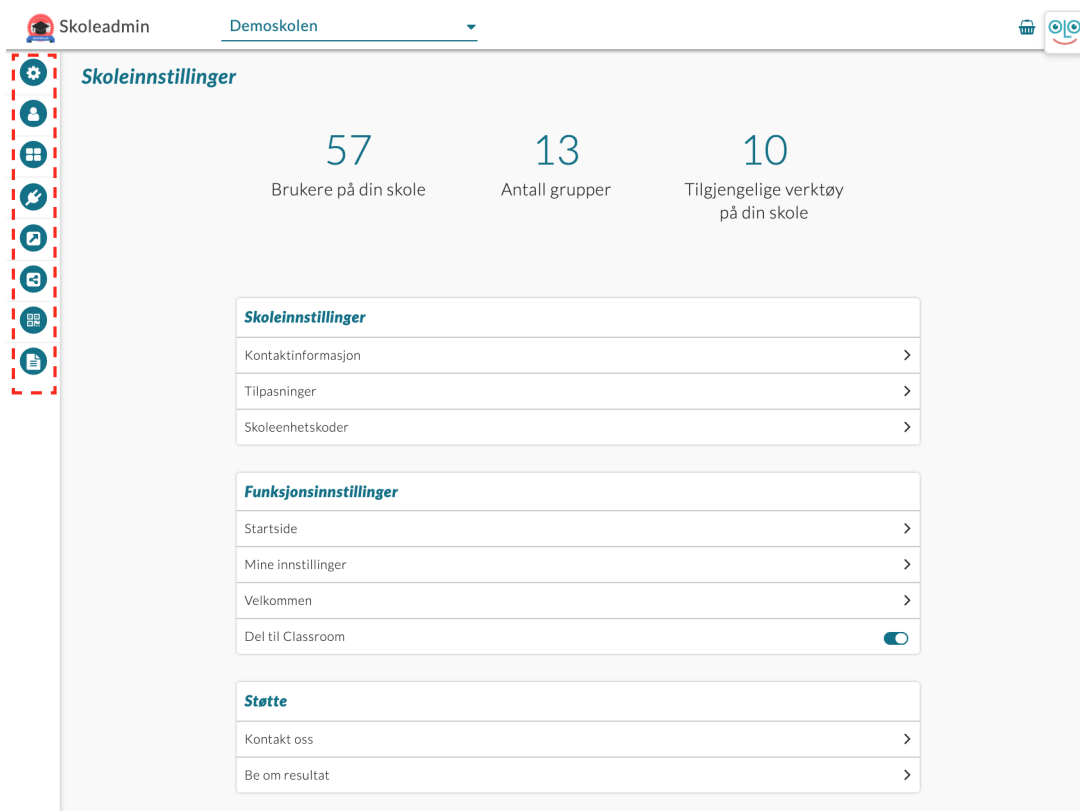 Skoleadmin
Demoskolen
Skoleinnstillinger
57
Brukere på din skole
13
Antall grupper
10
Tilgjengelige verktøy
på din skole
Skoleinnstillinger
Kontaktinformasjon
Tilpasninger
Skoleenhetskoder
Funksjonsinnstillinger
Startside
Mine innstillinger
Velkommen
Del til Classroom
Støtte
Kontakt oss
Be om resultat